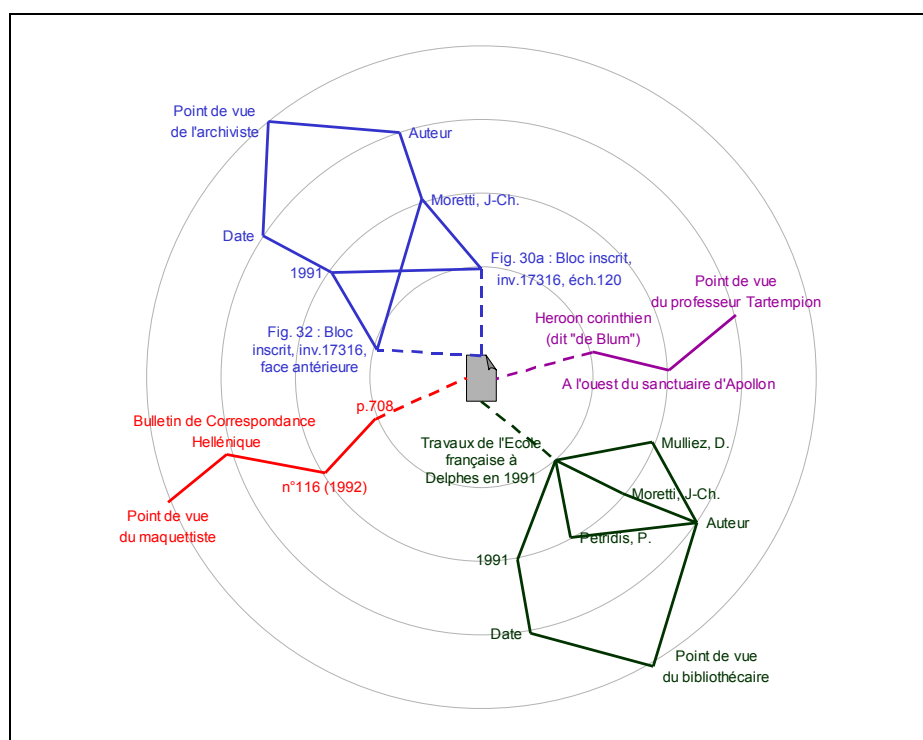 Point de vue
de l'archiviste
Auteur
Moretti, J-Ch.
Date
1991
Fig. 30a : Bloc inscrit,
inv.17316, éch.120
Point de vue
du professeur Tartempion
Heroon corinthien
(dit "de Blum")
Fig. 32 : Bloc
inscrit, inv.17316,
face antérieure
A l'ouest du sanctuaire d'Apollon
p.708
Bulletin de Correspondance
Hellénique
Travaux de l'Ecole
française à
Delphes en 1991
Mulliez, D.
n°116 (1992)
Moretti, J-Ch.
Point de vue
du maquettiste
Auteur
Petridis, P.
1991
Date
Point de vue
du bibliothécaire